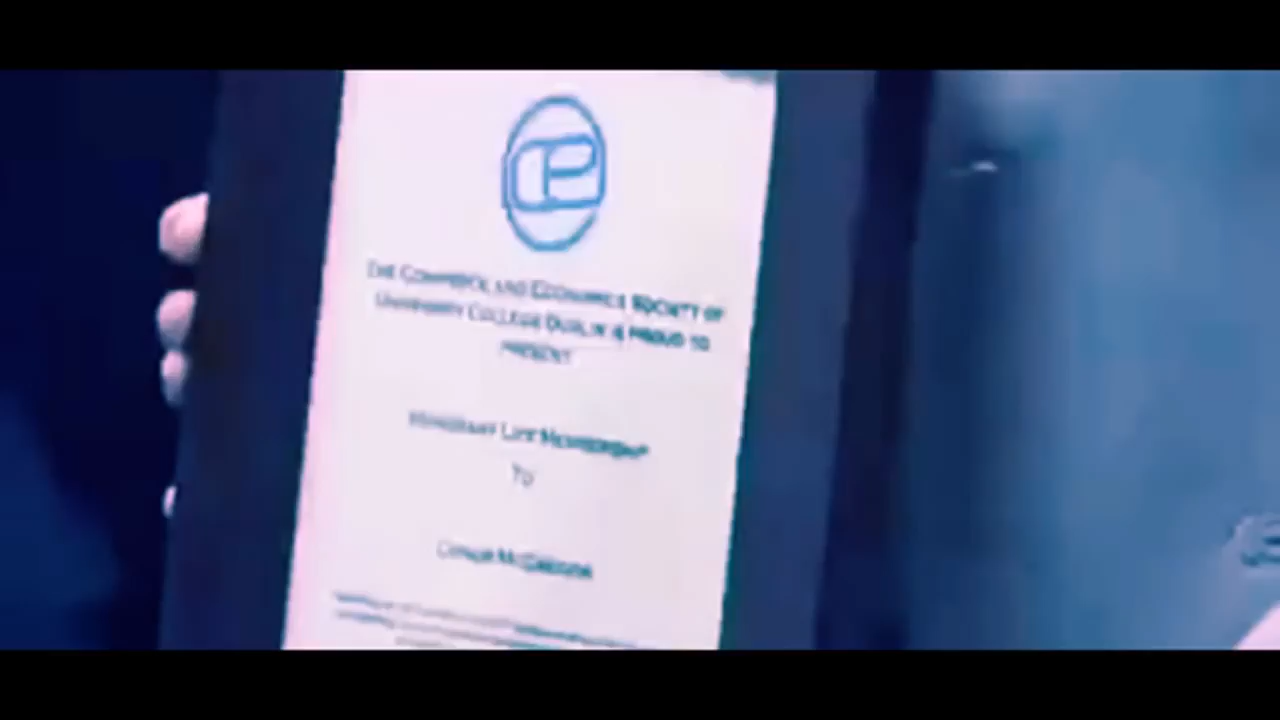 THE COMMERCE AND ECONOMICS SOCIETY OF
UNIVERSITY COLLEGE DUBLIN IS PROUD TO
PRESENT
HONORARY LIFE MEMBERSHIP
TO
CONOR MCGREGOR